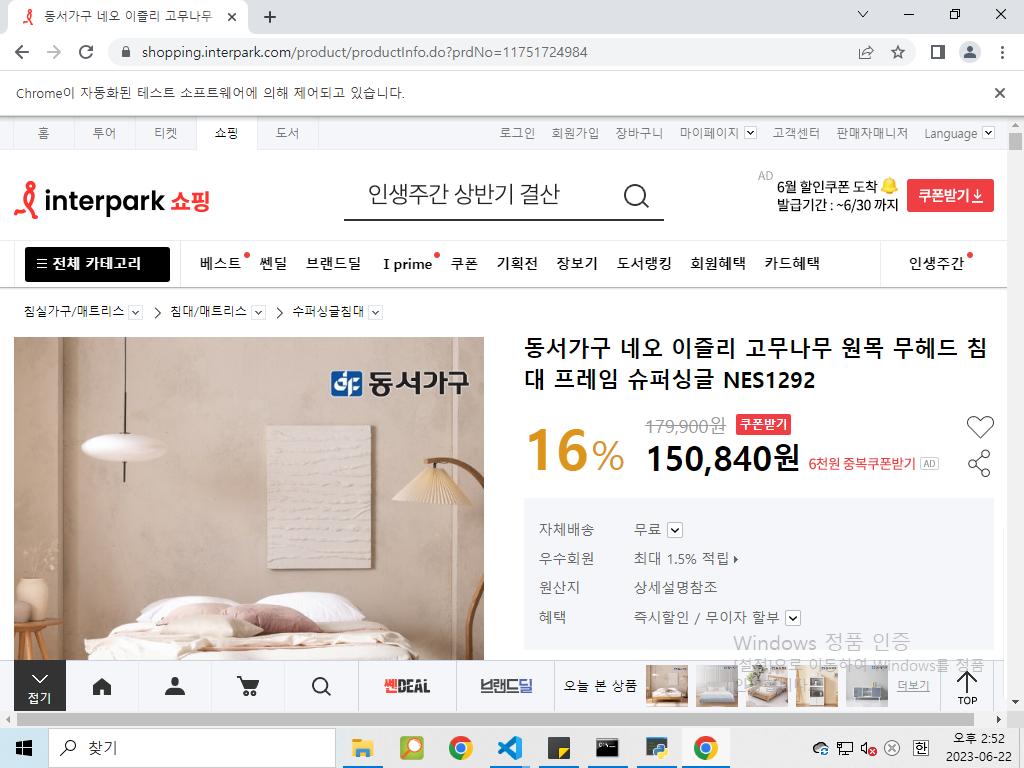 동서가구 네오 이즐리 고무나무
shopping.interpark.com/product/productInfo.do?prdNo=11751724984
Chrome이 자동화된 테스트 소프트웨어에 의해 제어되고 있습니다.
홈 투어 티켓 쇼핑 도서 로그인 회원가입 장바구니 마이페이지 고객센터 판매자매니저 Language
interpark 쇼핑
인생주간 상반기 결산
AD
6월 할인쿠폰 도착
발급기간 : ~6/30 까지
쿠폰받기
전체 카테고리 베스트 쎈딜 브랜드딜 I prime 쿠폰 기획전 장보기 도서랭킹 회원혜택 카드혜택 인생주간
침실가구/매트리스 침대/매트리스 수퍼싱글침대
동서가구
동서가구 네오 이즐리 고무나무 원목 무헤드 침
대 프레임 슈퍼싱글 NES1292
16%
179,900원 쿠폰받기
150,840원 6천원 중복쿠폰받기 AD
자체배송 무료
우수회원 최대 1.5% 적립
원산지 상세설명참조
혜택 즉시할인 / 무이자 할부
Windows 정품 인증
[설정]으로 이동하여 Windows를 정품
접기
쎈DEAL
브랜드딜
오늘 본 상품
더보기
TOP
찾기
한
오후 2:52
2023-06-22